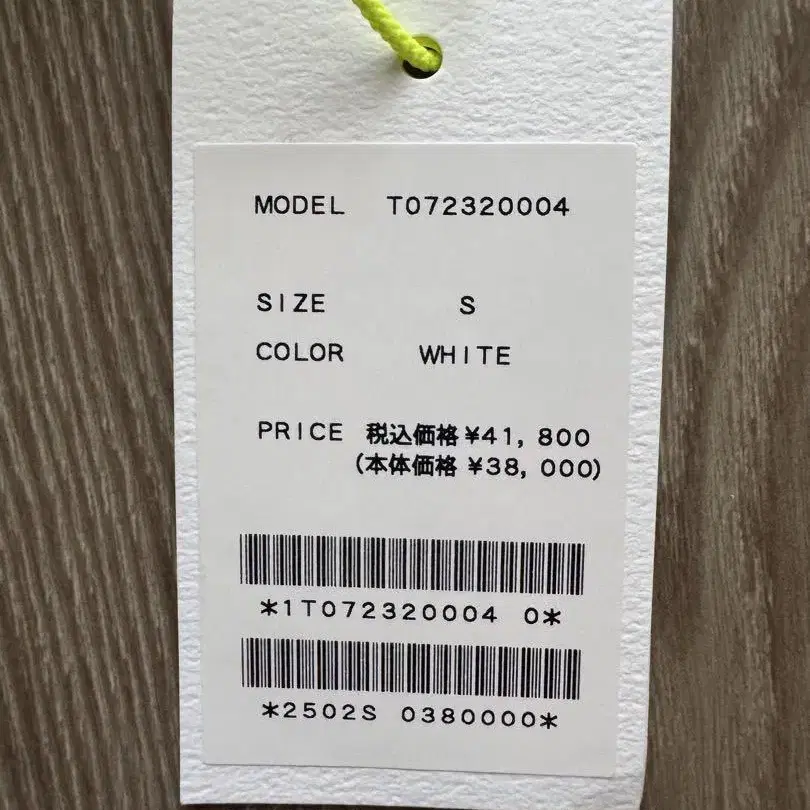 MODEL T072320004
SIZE S
COLOR WHITE
PRICE 税込価格¥41,800
(本体価格 ¥38,000)
*1T072320004 0*
*2502S 0380000*